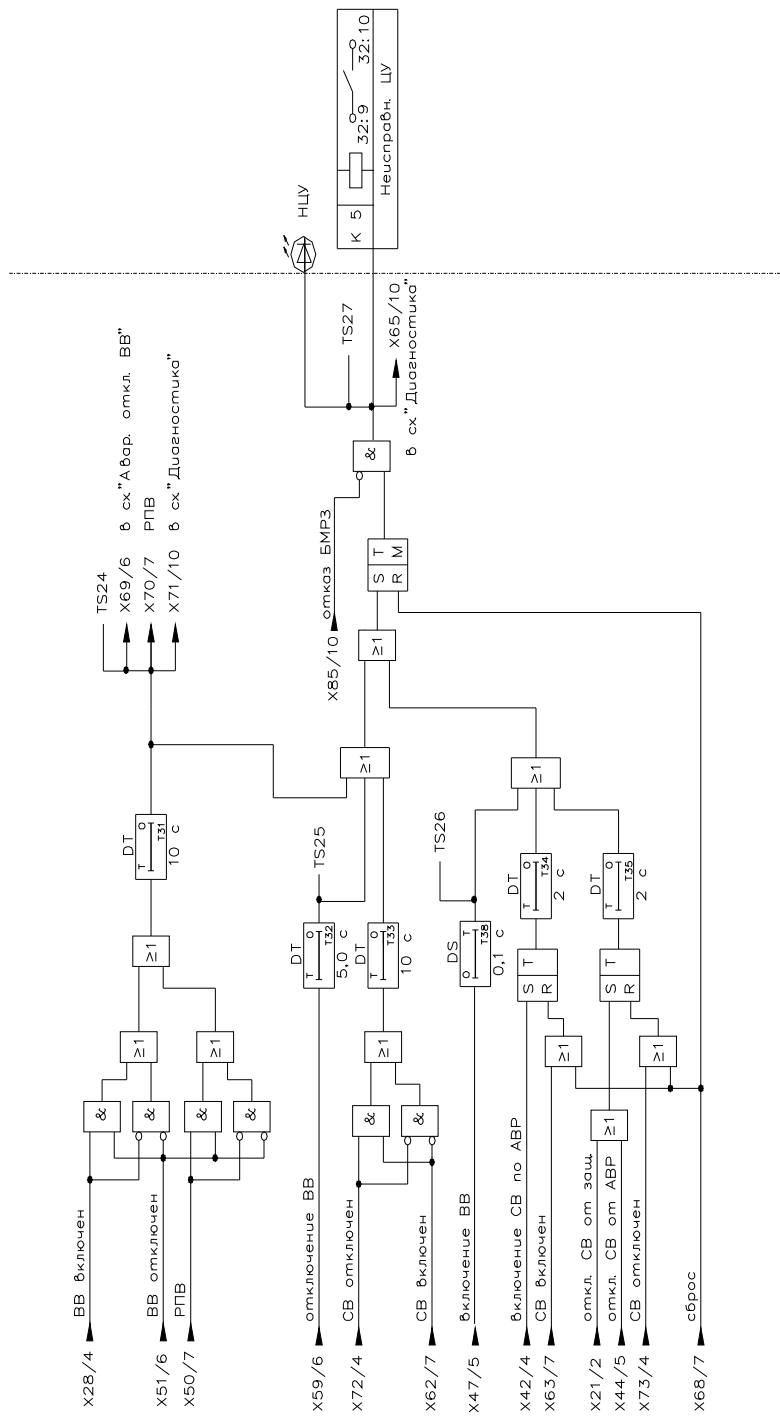 X28/4
ВВ включен
X51/6
ВВ отключен
X50/7
РПВ
X59/6
отключение ВВ
X72/4
СВ отключен
X62/7
СВ включен
X47/5
включение ВВ
X42/4
включение СВ по АВР
X63/7
СВ включен
X21/2
откл. СВ от защ.
X44/5
откл. СВ от АВР
X73/4
СВ отключен
X68/7
сброс
&
&
&
&
≥1
≥1
≥1
DT
T O
T31
10 с
TS24
X69/6 в сх"Авар. откл. ВВ"
X70/7 РПВ
X71/10 в сх"Диагностика"
DT
T O
T32
5,0 с
TS25
&
&
≥1
DT
T O
T33
10 с
≥1
DS
O T
T38
0,1 с
TS26
≥1
S T
R
DT
T O
T34
2 с
≥1
≥1
S T
R
DT
T O
T35
2 с
≥1
≥1
S T
R M
X85/10 отказ БМРЗ
&
TS27
X65/10
в сх"Диагностика"
НЦУ
К 5
32:9
32:10
Неисправн. ЦУ